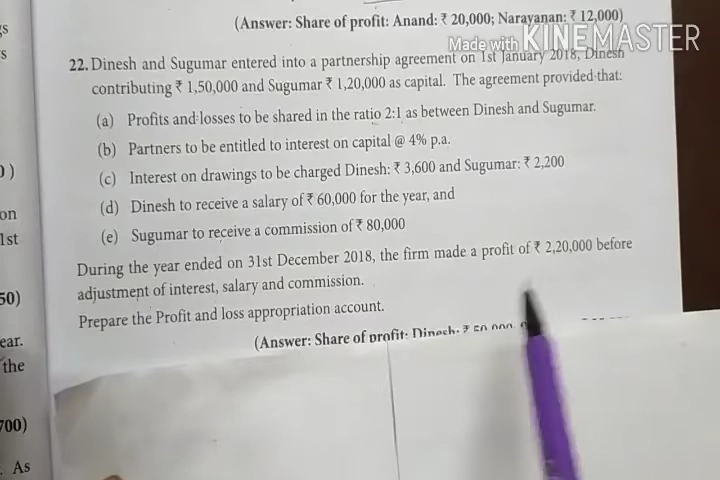 gs
(Answer: Share of profit: Anand: ₹ 20,000; Narayanan: ₹ 12,000)
Made with KINEMASTER
s
22. Dinesh and Sugumar entered into a partnership agreement on 1st January 2018, Dinesh
contributing ₹ 1,50,000 and Sugumar ₹ 1,20,000 as capital. The agreement provided that:
(a) Profits and losses to be shared in the ratio 2:1 as between Dinesh and Sugumar.
(b) Partners to be entitled to interest on capital @ 4% p.a.
0)
(c) Interest on drawings to be charged Dinesh: ₹ 3,600 and Sugumar: ₹ 2,200
(d) Dinesh to receive a salary of ₹ 60,000 for the year, and
on
1st
(e) Sugumar to receive a commission of ₹ 80,000
During the year ended on 31st December 2018, the firm made a profit of ₹ 2,20,000 before
adjustment of interest, salary and commission.
50)
Prepare the Profit and loss appropriation account.
ear.
(Answer: Share of profit: Dinesh: ₹ 50,000
the
700)
. As